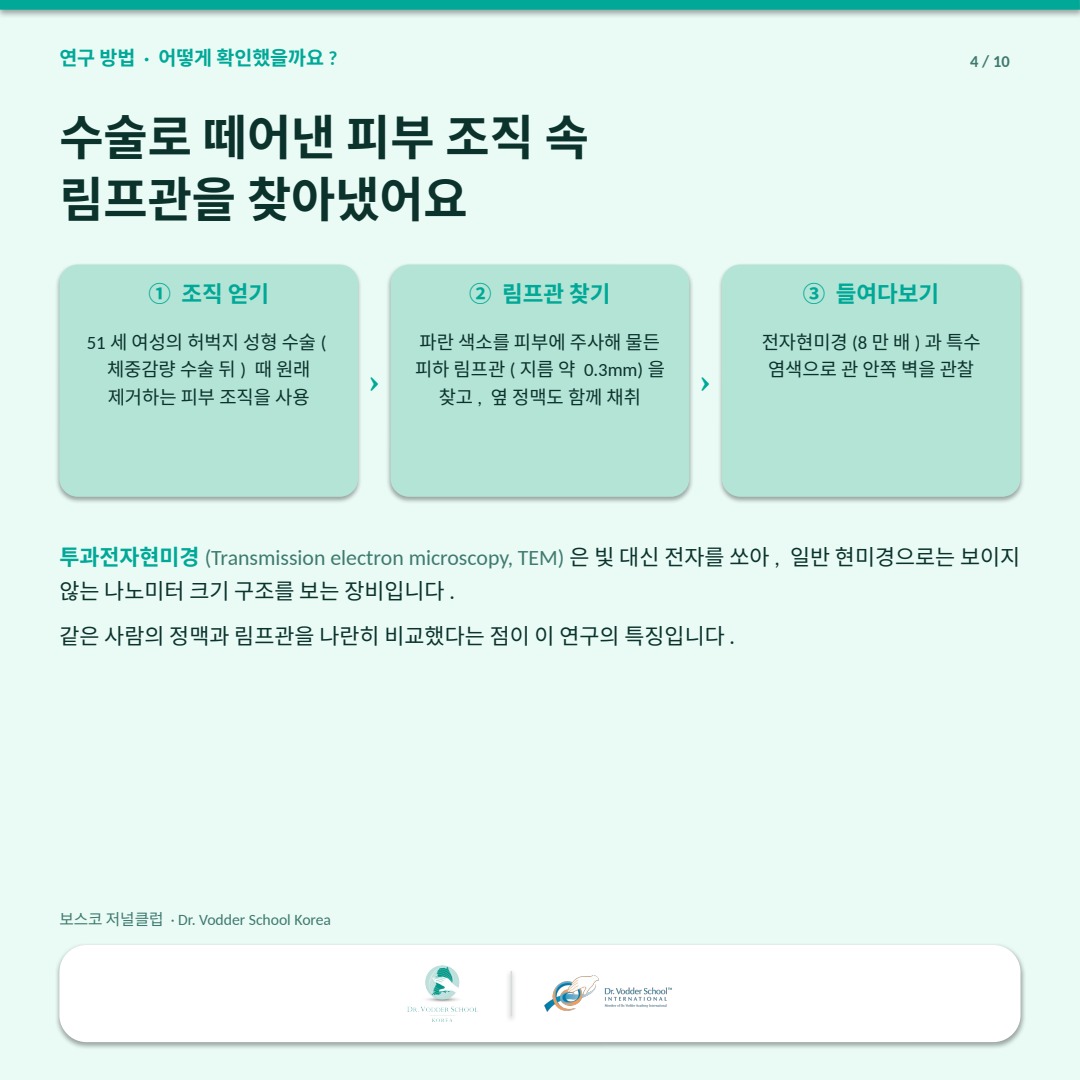 연구 방법 · 어떻게 확인했을까요 ?
4 / 10
수술로 떼어낸 피부 조직 속
림프관을 찾아냈어요
① 조직 얻기
51 세 여성의 허벅지 성형 수술 (
체중감량 수술 뒤 ) 때 원래
제거하는 피부 조직을 사용
›
② 림프관 찾기
파란 색소를 피부에 주사해 물든
피하 림프관 ( 지름 약 0.3mm) 을
찾고 , 옆 정맥도 함께 채취
›
③ 들여다보기
전자현미경 (8 만 배 ) 과 특수
염색으로 관 안쪽 벽을 관찰
투과전자현미경 (Transmission electron microscopy, TEM) 은 빛 대신 전자를 쏘아 , 일반 현미경으로는 보이지
않는 나노미터 크기 구조를 보는 장비입니다 .
같은 사람의 정맥과 림프관을 나란히 비교했다는 점이 이 연구의 특징입니다 .
보스코 저널클럽 · Dr. Vodder School Korea
DR. VODDER SCHOOL
KOREA
Dr. Vodder School™
INTERNATIONAL
Member of Dr. Vodder Academy International